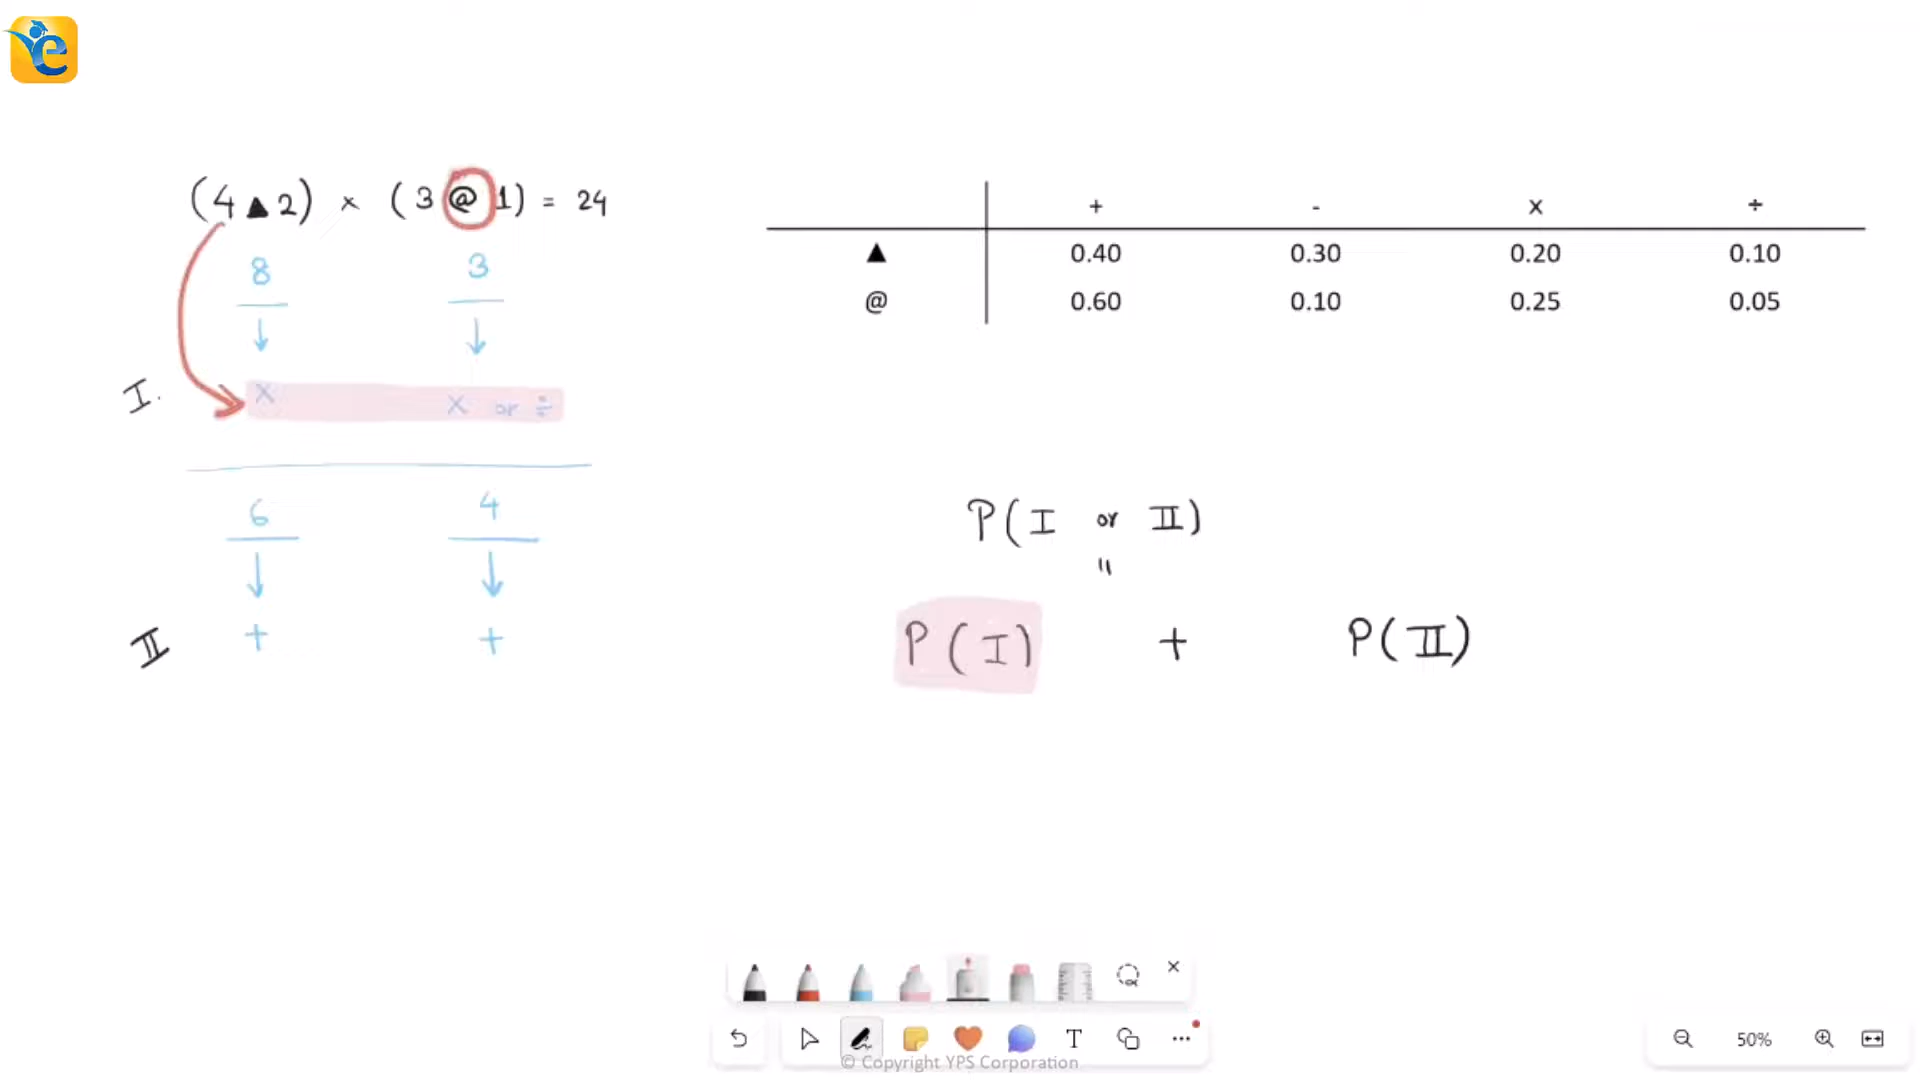 e
(4 ▲ 2) × (3 @ 1) = 24
+ - × ÷
▲ 0.40 0.30 0.20 0.10
@ 0.60 0.10 0.25 0.05
8 3
↓ ↓
I. × × or ÷
6 4
↓ ↓
II + +
P(I or II)
"
P(I) + P(II)
T
50%
© Copyright YPS Corporation